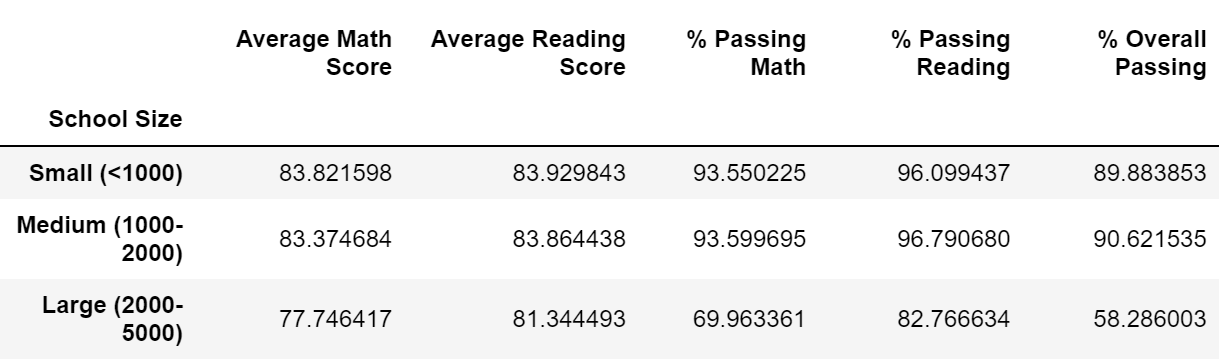 Average Math Score Average Reading Score % Passing Math % Passing Reading % Overall Passing
School Size
Small (<1000) 83.821598 83.929843 93.550225 96.099437 89.883853
Medium (1000-2000) 83.374684 83.864438 93.599695 96.790680 90.621535
Large (2000-5000) 77.746417 81.344493 69.963361 82.766634 58.286003